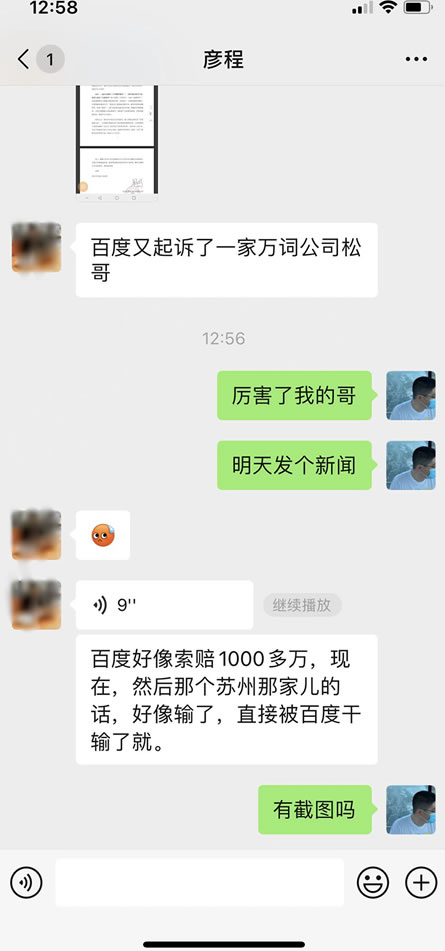 12:58
1
彦程
百度又起诉了一家万词公司松
哥
12:56
厉害了我的哥
明天发个新闻
9''
继续播放
百度好像索赔1000多万，现
在，然后那个苏州那家儿的
话，好像输了，直接被百度干
输了就。
有截图吗